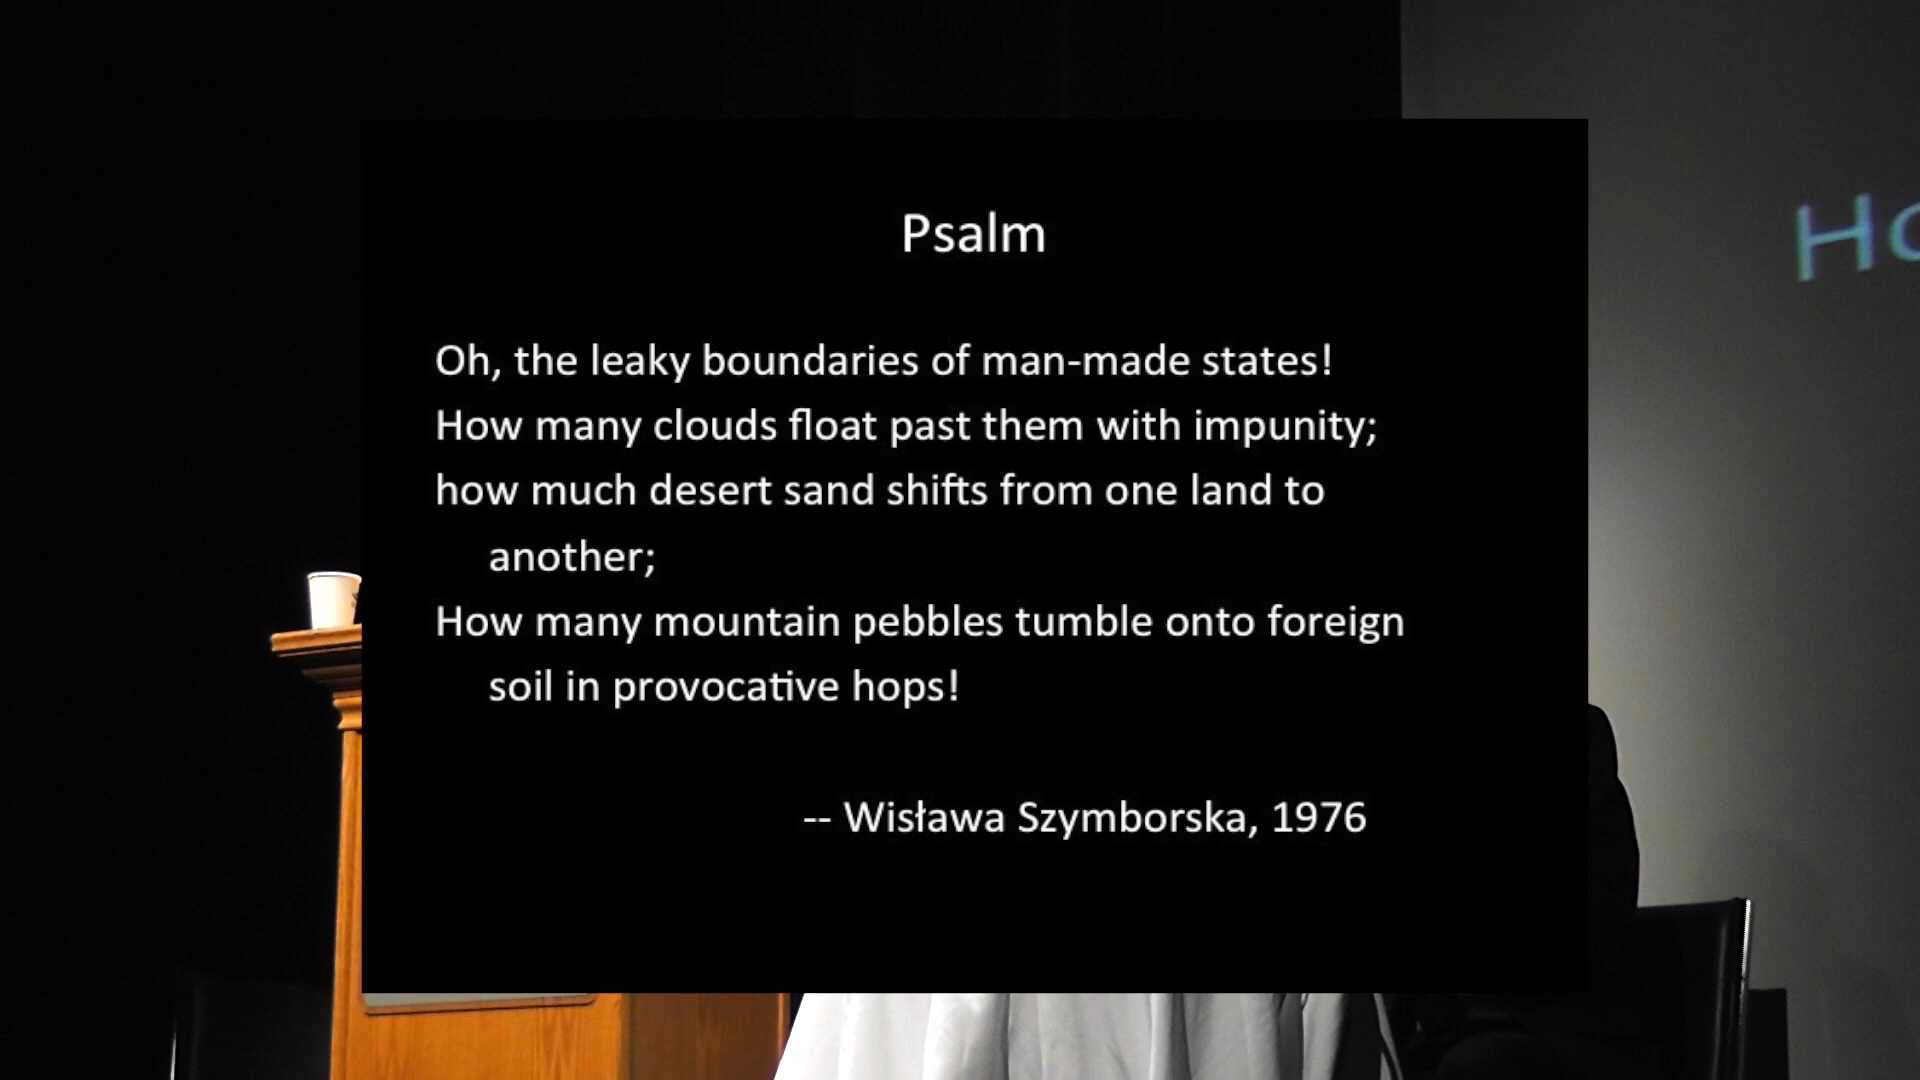 Psalm
Oh, the leaky boundaries of man-made states!
How many clouds float past them with impunity;
how much desert sand shifts from one land to
another;
How many mountain pebbles tumble onto foreign
soil in provocative hops!
-- Wisława Szymborska, 1976